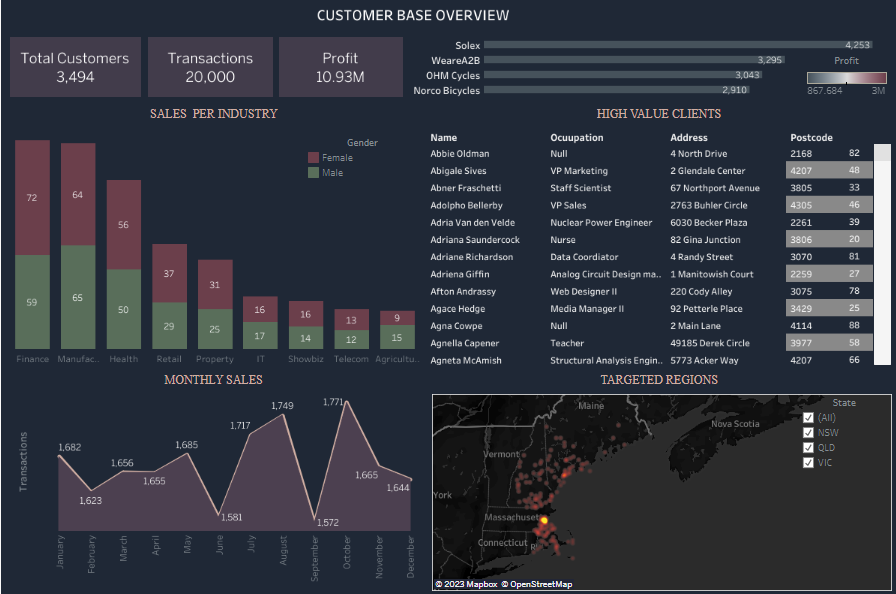 CUSTOMER BASE OVERVIEW
Total Customers
3,494
Transactions
20,000
Profit
10.93M
Solex 4,253
WeareA2B 3,295
OHM Cycles 3,043
Norco Bicycles 2,910
Profit
867.684 3M
SALES PER INDUSTRY
Gender
Female
Male
72 64 56 37 31 16 16 13 9
59 65 50 29 25 17 14 12 15
Finance Manufac.. Health Retail Property IT Showbiz Telecom Agricultu..
HIGH VALUE CLIENTS
Name Ocuupation Address Postcode
Abbie Oldman Null 4 North Drive 2168 82
Abigale Sives VP Marketing 2 Glendale Center 4207 48
Abner Fraschetti Staff Scientist 67 Northport Avenue 3805 33
Adolpho Bellerby VP Sales 2763 Buhler Circle 4305 46
Adria Van den Velde Nuclear Power Engineer 6030 Becker Plaza 2261 39
Adriana Saundercock Nurse 82 Gina Junction 3806 20
Adriane Richardson Data Coordiator 4 Randy Street 3070 81
Adriena Giffin Analog Circuit Design ma.. 1 Manitowish Court 2259 27
Afton Andrassy Web Designer II 220 Cody Alley 3075 78
Agace Hedge Media Manager II 92 Petterle Place 3429 25
Agna Cowpe Null 2 Main Lane 4114 88
Agnella Capener Teacher 49185 Derek Circle 3977 58
Agneta McAmish Structural Analysis Engin.. 5773 Acker Way 4207 66
MONTHLY SALES
Transactions
1,682 1,623 1,656 1,655 1,685 1,581 1,717 1,749 1,572 1,771 1,665 1,644
January February March April May June July August September October November December
TARGETED REGIONS
State
(All)
NSW
QLD
VIC
Maine
Nova Scotia
Vermont
York
Massachuset
Connecticut R
© 2023 Mapbox © OpenStreetMap